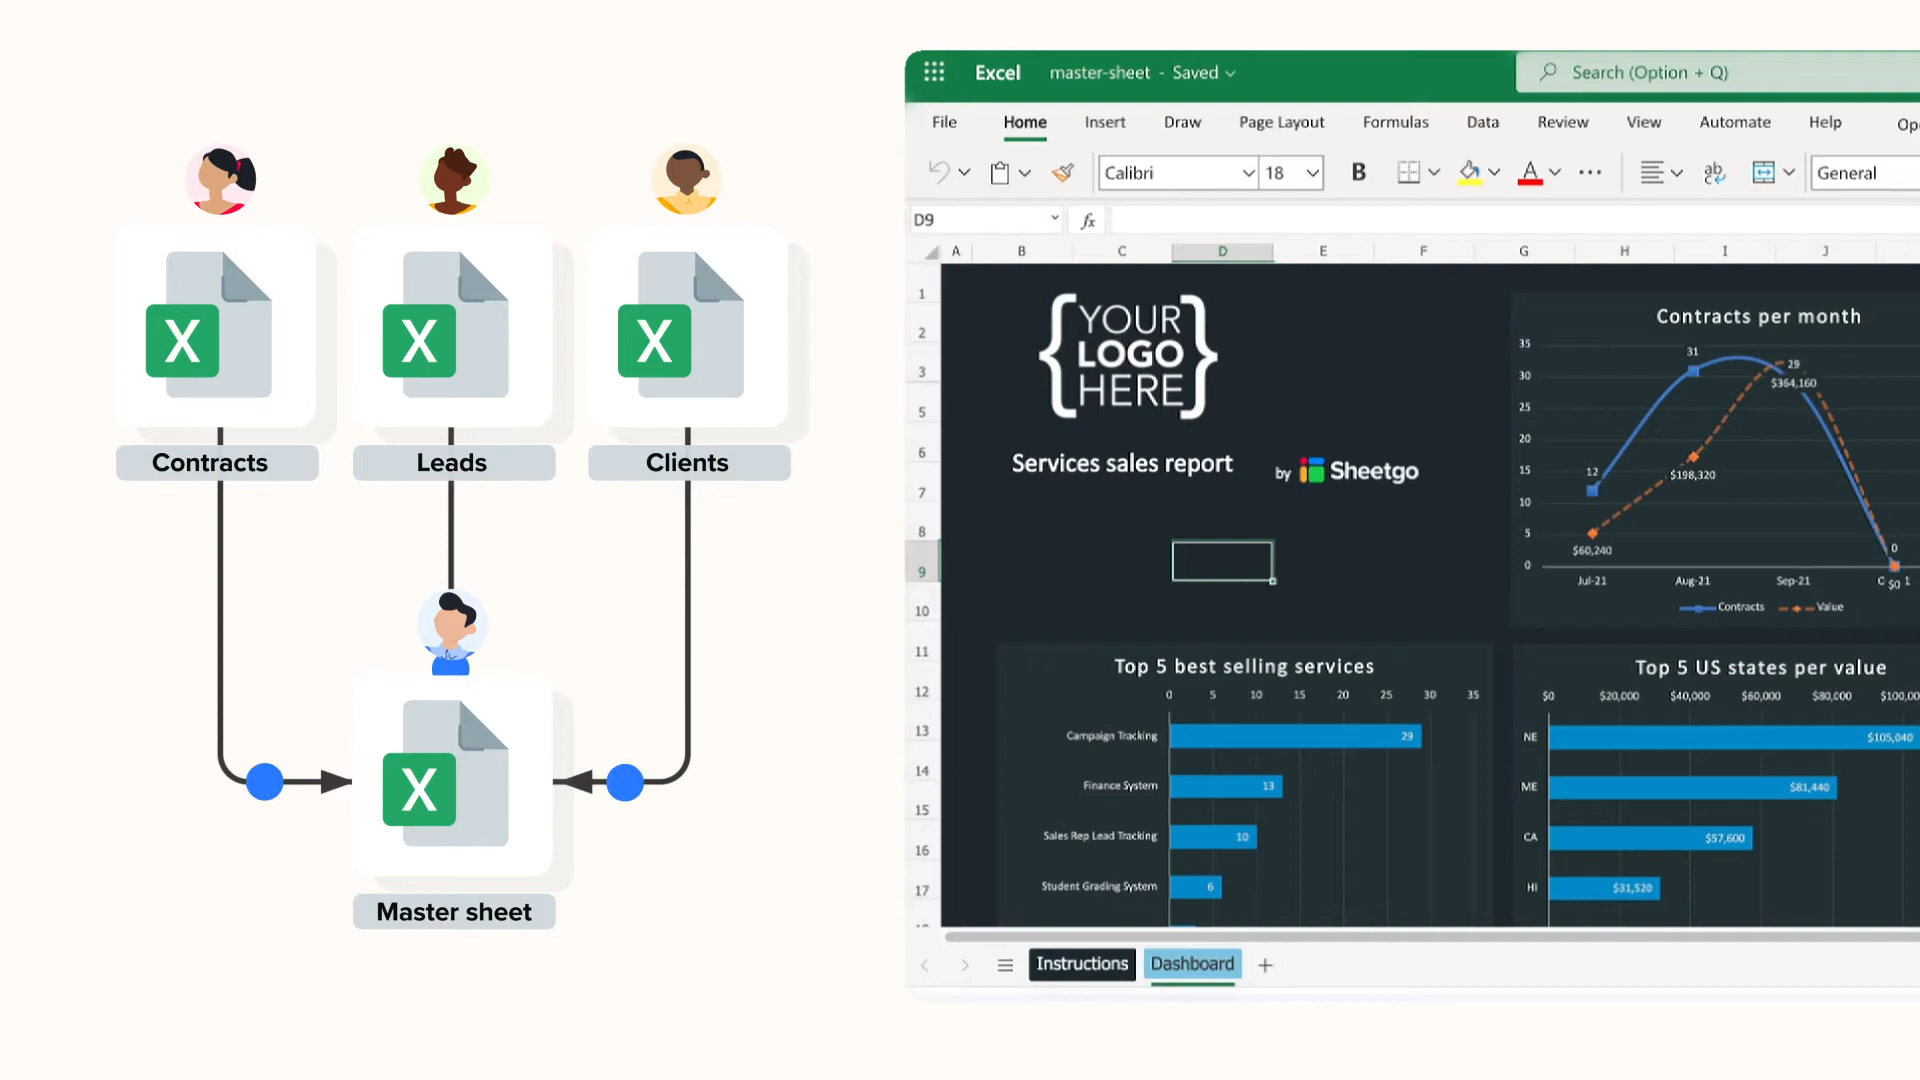 X
X
X
Contracts
Leads
Clients
X
Master sheet
Excel
master-sheet - Saved
Search (Option + Q)
File Home Insert Draw Page Layout Formulas Data Review View Automate Help
Calibri 18 B A ab General
D9 fx
A B C D E F G H I J
1
2
3
5
6
7
8
9
10
11
12
13
14
15
16
17
{YOUR
LOGO
HERE}
Services sales report
by Sheetgo
Contracts per month
35
30
25
20
15
10
5
0
12
31
29
0
$60,240
$198,320
$364,160
$0
Jul-21 Aug-21 Sep-21
Contracts Value
Top 5 best selling services
0 5 10 15 20 25 30 35
Campaign Tracking 29
Finance System 13
Sales Rep Lead Tracking 10
Student Grading System 6
Top 5 US states per value
$0 $20,000 $40,000 $60,000 $80,000
NE $105,040
ME $81,440
CA $57,600
HI $31,520
Instructions Dashboard +